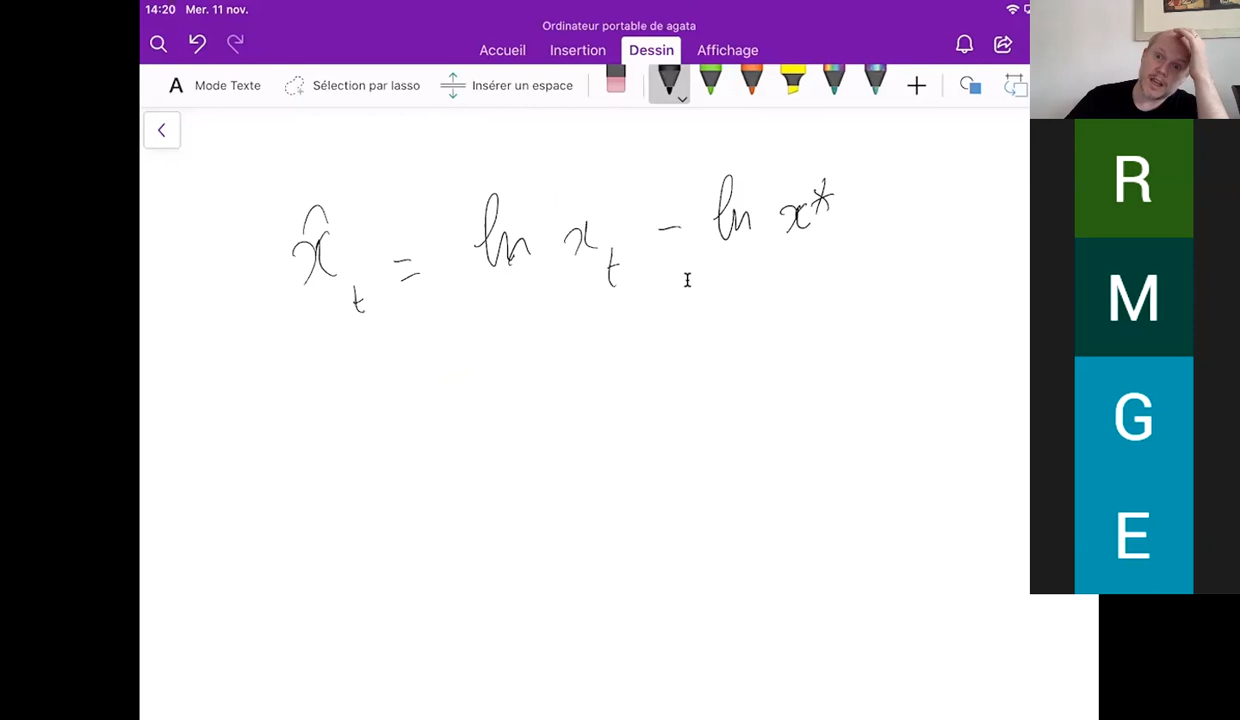 14:20 Mer. 11 nov.
Ordinateur portable de agata
Accueil Insertion Dessin Affichage
A Mode Texte Sélection par lasso Insérer un espace
x̂_t = ln x_t - ln x*
R
M
G
E